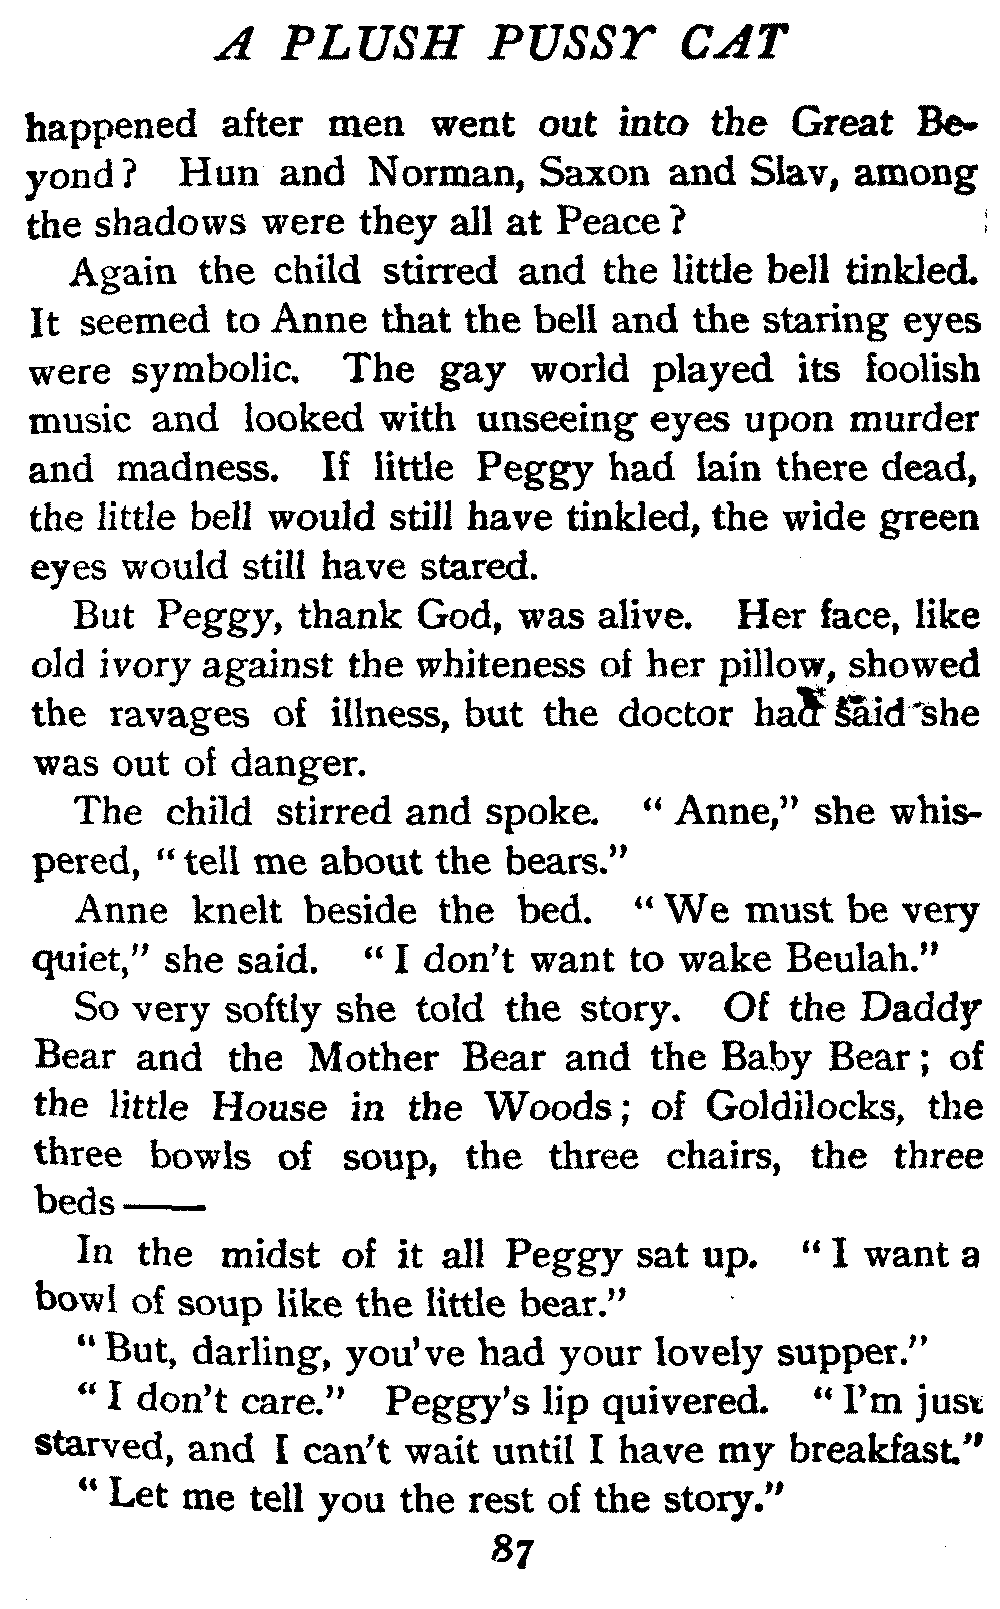 A PLUSH PUSSY CAT
happened after men went out into the Great Be-
yond? Hun and Norman, Saxon and Slav, among
the shadows were they all at Peace?
Again the child stirred and the little bell tinkled.
It seemed to Anne that the bell and the staring eyes
were symbolic. The gay world played its foolish
music and looked with unseeing eyes upon murder
and madness. If little Peggy had lain there dead,
the little bell would still have tinkled, the wide green
eyes would still have stared.
But Peggy, thank God, was alive. Her face, like
old ivory against the whiteness of her pillow, showed
the ravages of illness, but the doctor had said she
was out of danger.
The child stirred and spoke. "Anne," she whis-
pered, "tell me about the bears."
Anne knelt beside the bed. "We must be very
quiet," she said. "I don't want to wake Beulah."
So very softly she told the story. Of the Daddy
Bear and the Mother Bear and the Baby Bear; of
the little House in the Woods; of Goldilocks, the
three bowls of soup, the three chairs, the three
beds——
In the midst of it all Peggy sat up. "I want a
bowl of soup like the little bear."
"But, darling, you've had your lovely supper."
"I don't care." Peggy's lip quivered. "I'm just
starved, and I can't wait until I have my breakfast."
"Let me tell you the rest of the story."
87